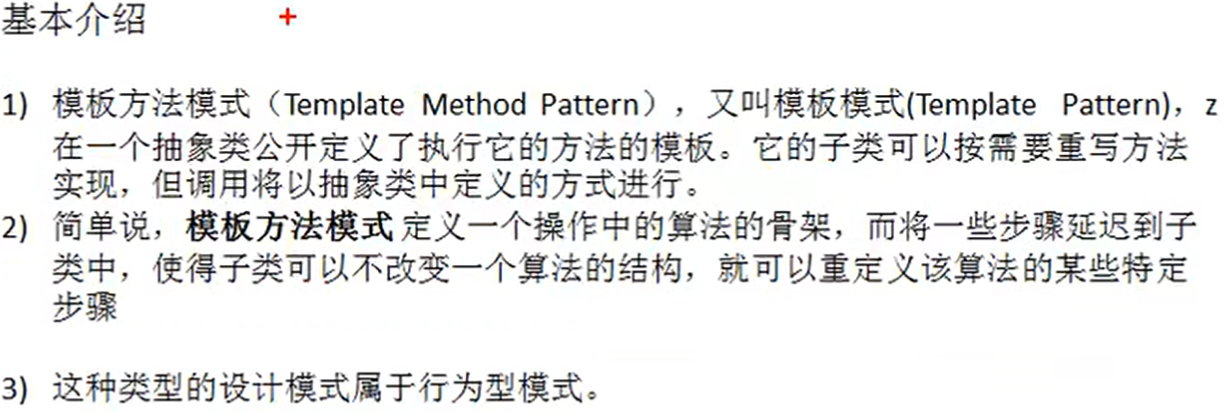 基本介绍
1) 模板方法模式（Template Method Pattern），又叫模板模式(Template Pattern)，z
在一个抽象类公开定义了执行它的方法的模板。它的子类可以按需要重写方法
实现，但调用将以抽象类中定义的方式进行。
2) 简单说，模板方法模式 定义一个操作中的算法的骨架，而将一些步骤延迟到子
类中，使得子类可以不改变一个算法的结构，就可以重定义该算法的某些特定
步骤
3) 这种类型的设计模式属于行为型模式。